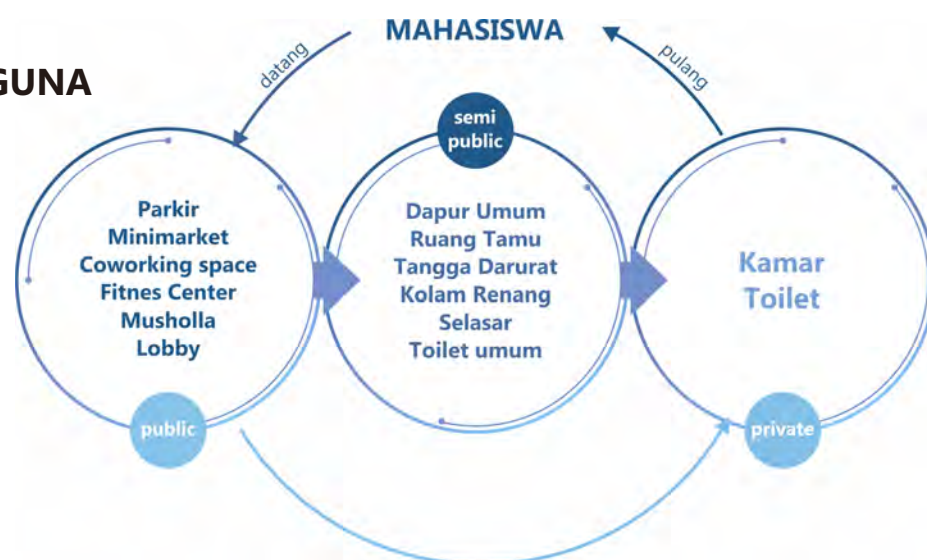 MAHASISWA
datang
pulang
GUNA
semi
public
Parkir
Minimarket
Coworking space
Fitnes Center
Musholla
Lobby
public
Dapur Umum
Ruang Tamu
Tangga Darurat
Kolam Renang
Selasar
Toilet umum
Kamar
Toilet
private